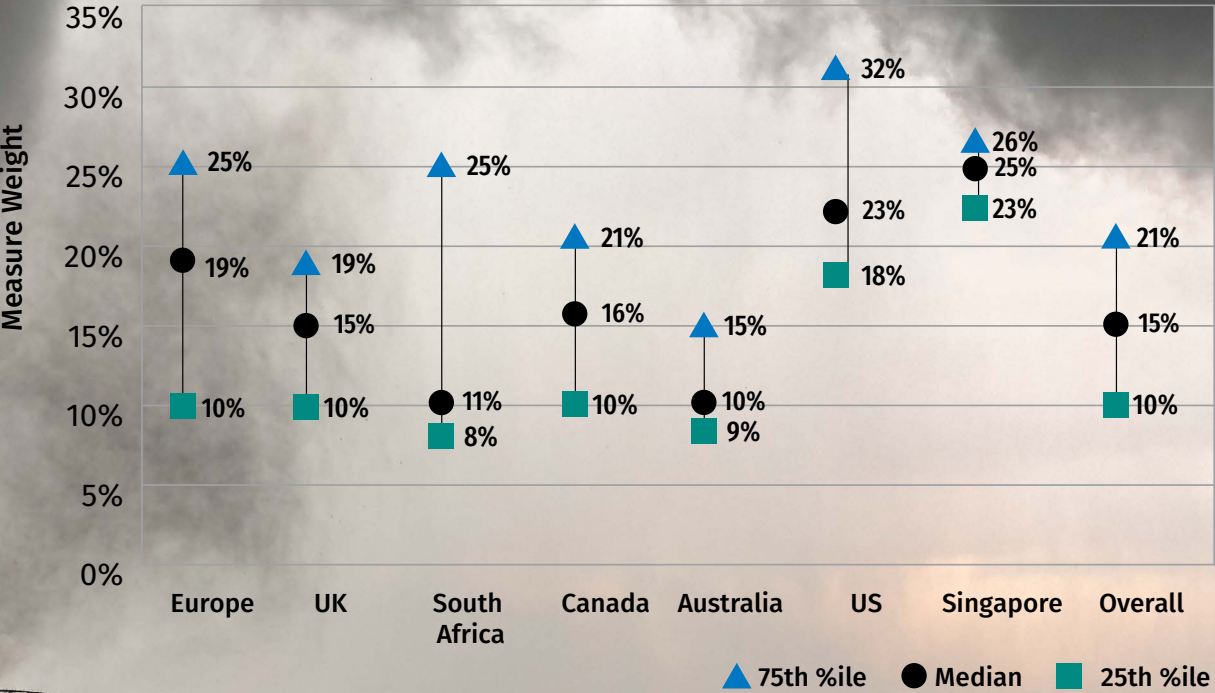 35%
30%
25%
20%
15%
10%
5%
0%
Measure Weight
25%
19%
10%
19%
15%
10%
25%
11%
8%
21%
16%
10%
15%
10%
9%
32%
23%
18%
26%
25%
23%
21%
15%
10%
Europe
UK
South
Africa
Canada
Australia
US
Singapore
Overall
75th %ile
Median
25th %ile